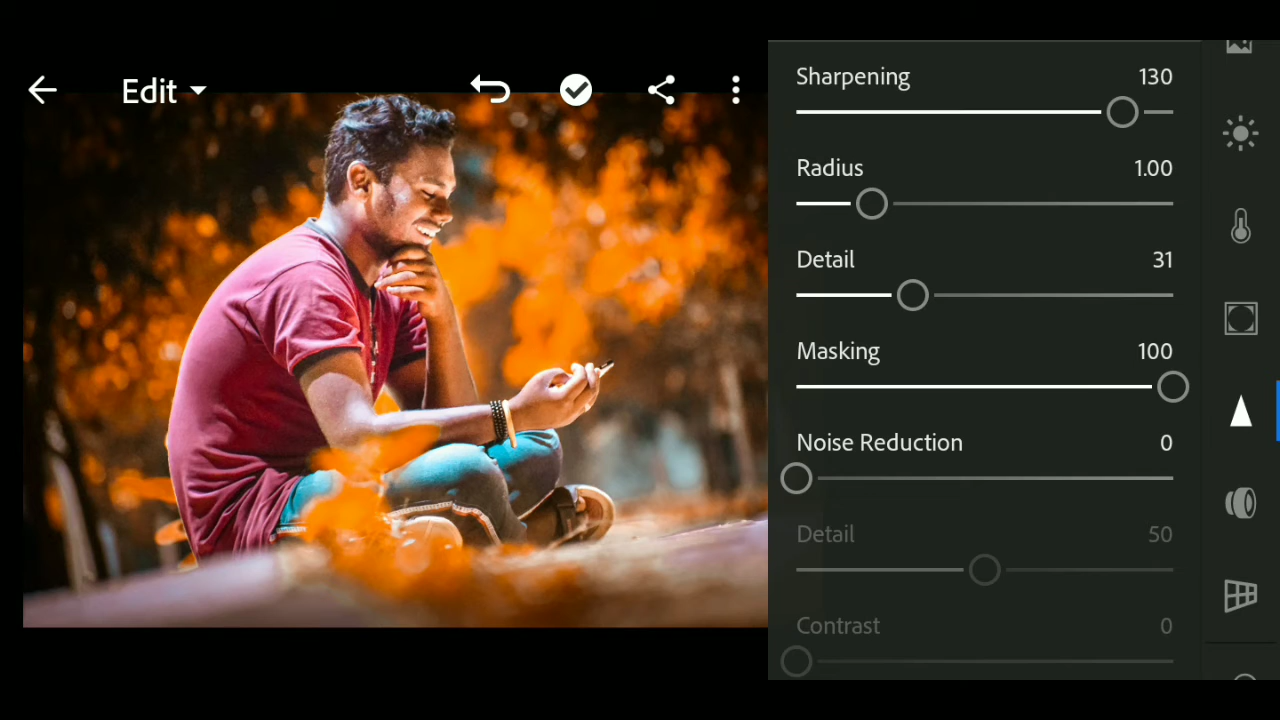 Edit
Sharpening 130
Radius 1.00
Detail 31
Masking 100
Noise Reduction 0
Detail 50
Contrast 0